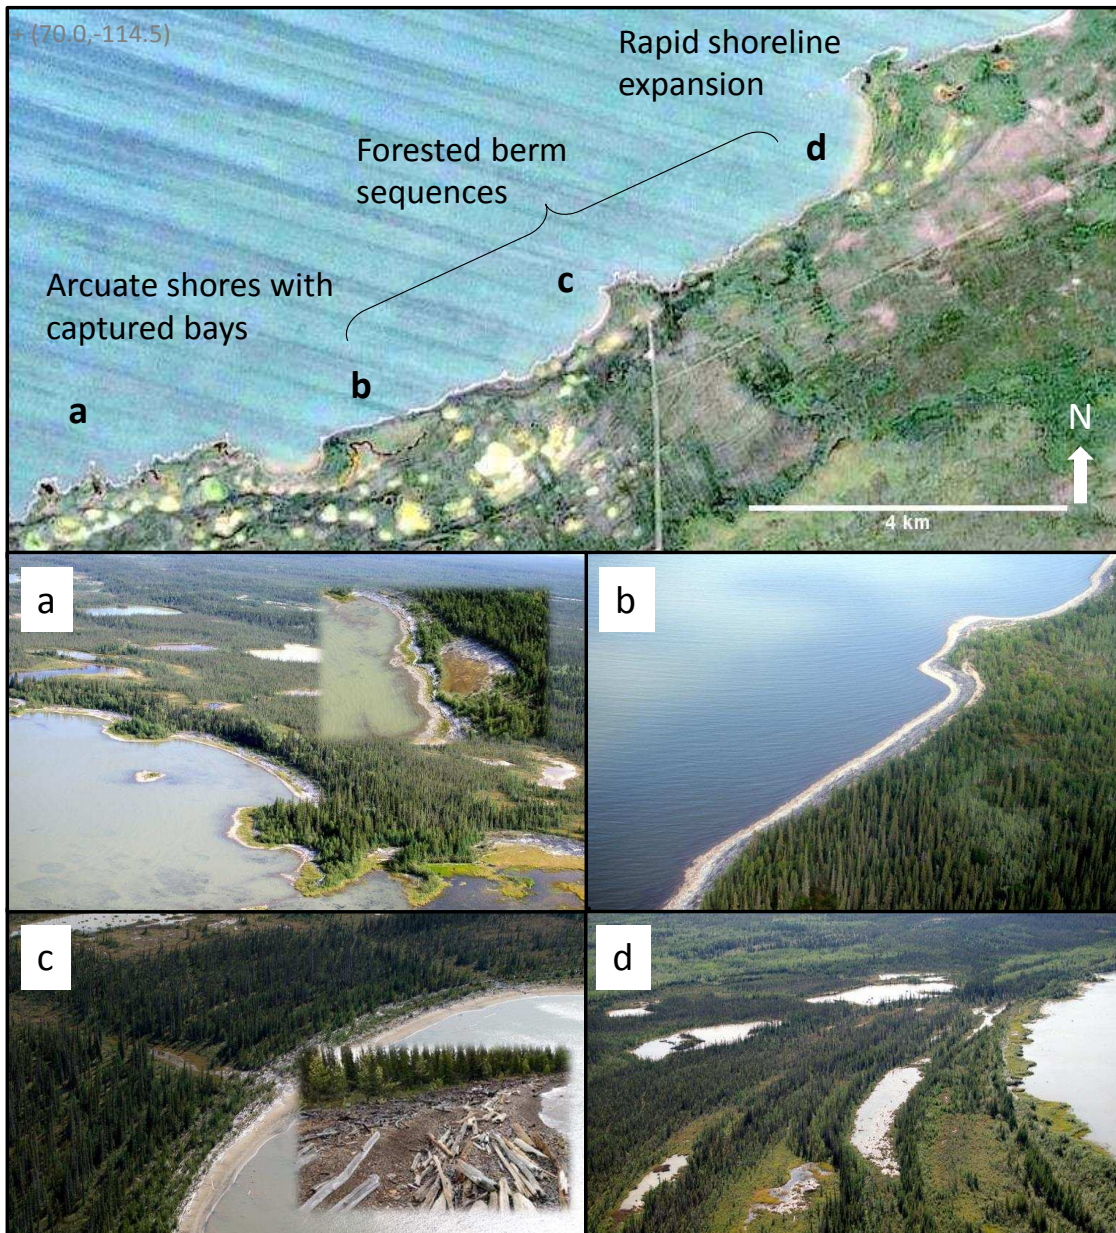 + (70.0,-114.5)
Rapid shoreline
expansion
d
Forested berm
sequences
c
Arcuate shores with
captured bays
b
a
N
4 km
a
b
c
d